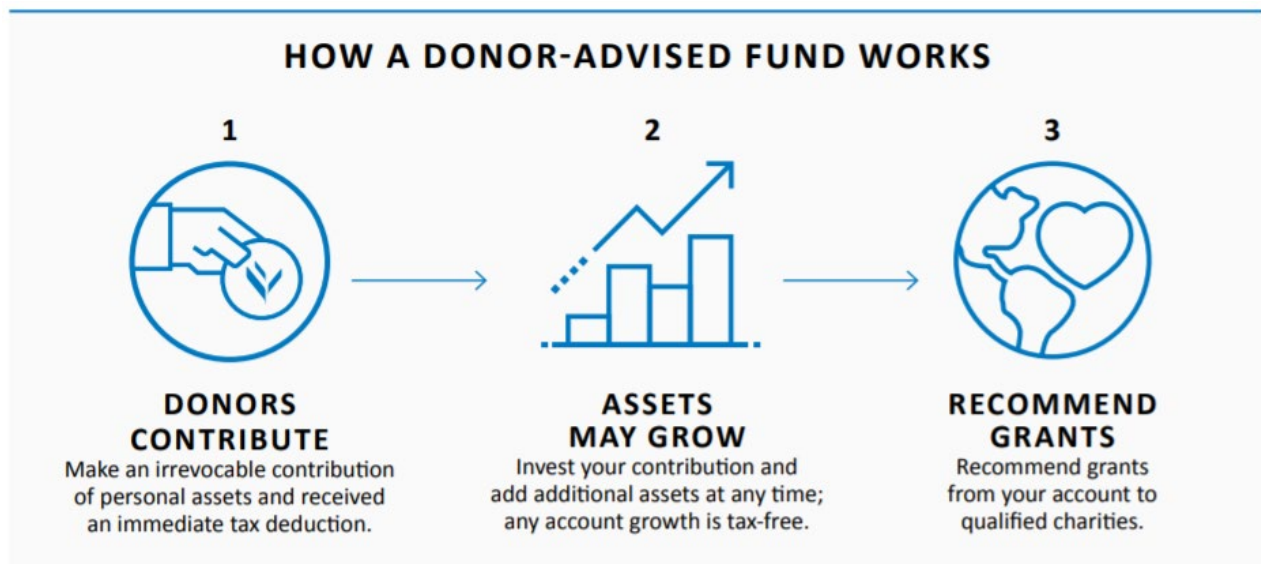 HOW A DONOR-ADVISED FUND WORKS
1
DONORS
CONTRIBUTE
Make an irrevocable contribution
of personal assets and received
an immediate tax deduction.
2
ASSETS
MAY GROW
Invest your contribution and
add additional assets at any time;
any account growth is tax-free.
3
RECOMMEND
GRANTS
Recommend grants
from your account to
qualified charities.